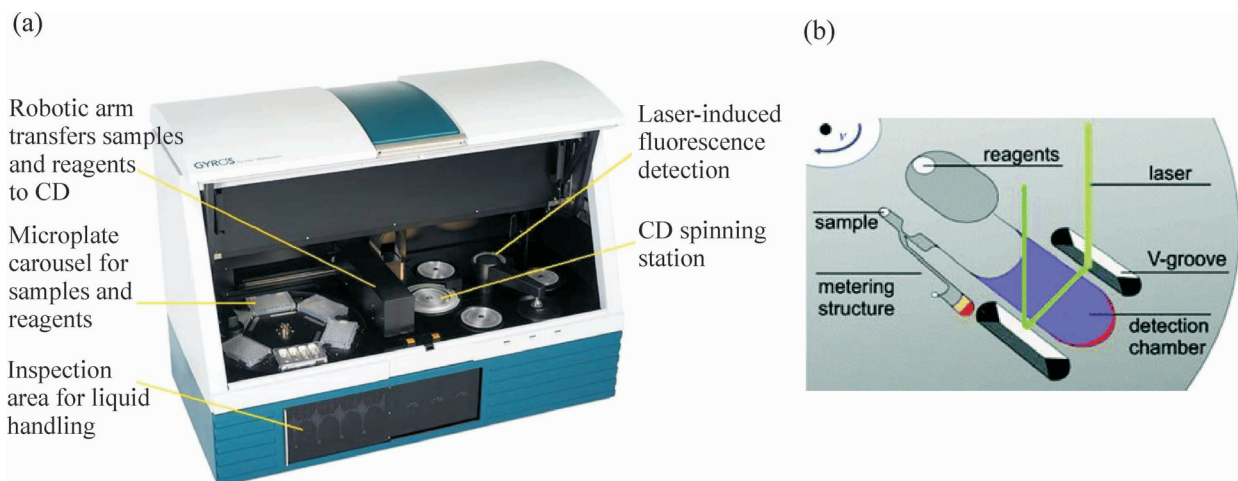 (a)
Robotic arm
transfers samples
and reagents
to CD
Microplate
carousel for
samples and
reagents
Inspection
area for liquid
handling
GYROS
Laser-induced
fluorescence
detection
CD spinning
station
(b)
v
reagents
laser
sample
V-groove
metering
structure
detection
chamber